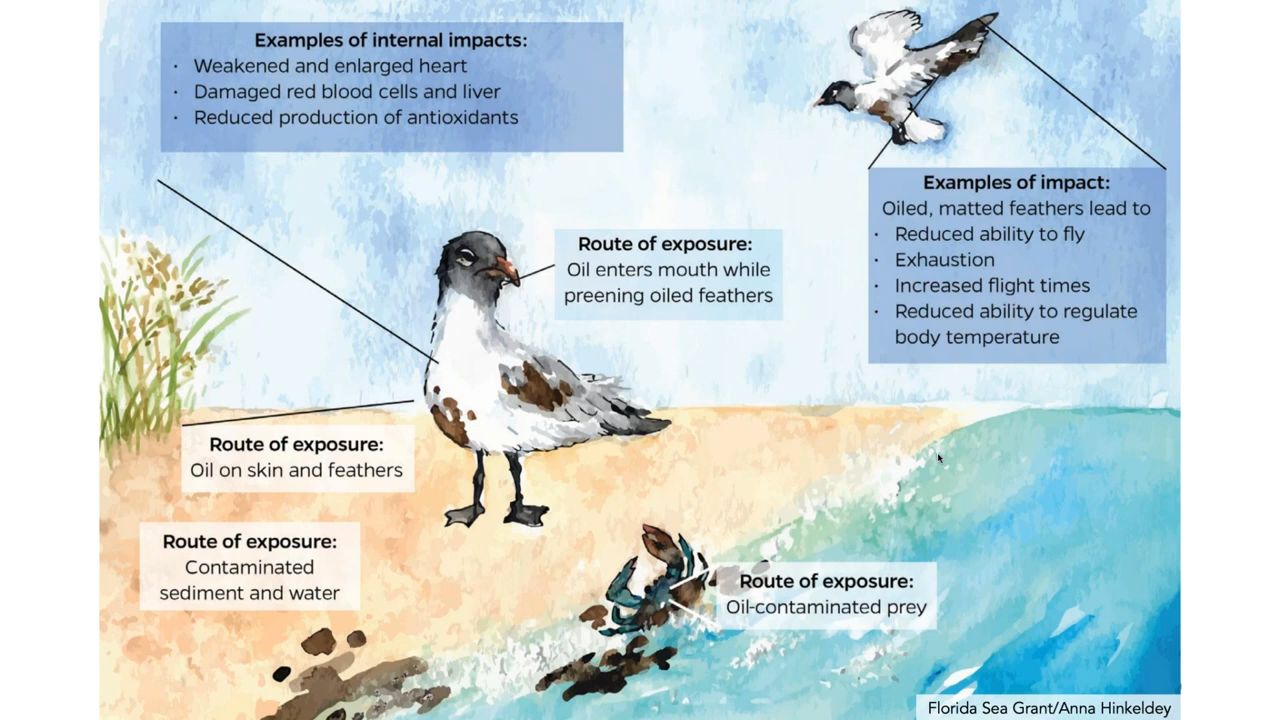 Examples of internal impacts:
· Weakened and enlarged heart
· Damaged red blood cells and liver
· Reduced production of antioxidants
Examples of impact:
Oiled, matted feathers lead to
· Reduced ability to fly
· Exhaustion
· Increased flight times
· Reduced ability to regulate
body temperature
Route of exposure:
Oil enters mouth while
preening oiled feathers
Route of exposure:
Oil on skin and feathers
Route of exposure:
Contaminated
sediment and water
Route of exposure:
Oil-contaminated prey
Florida Sea Grant/Anna Hinkeldey